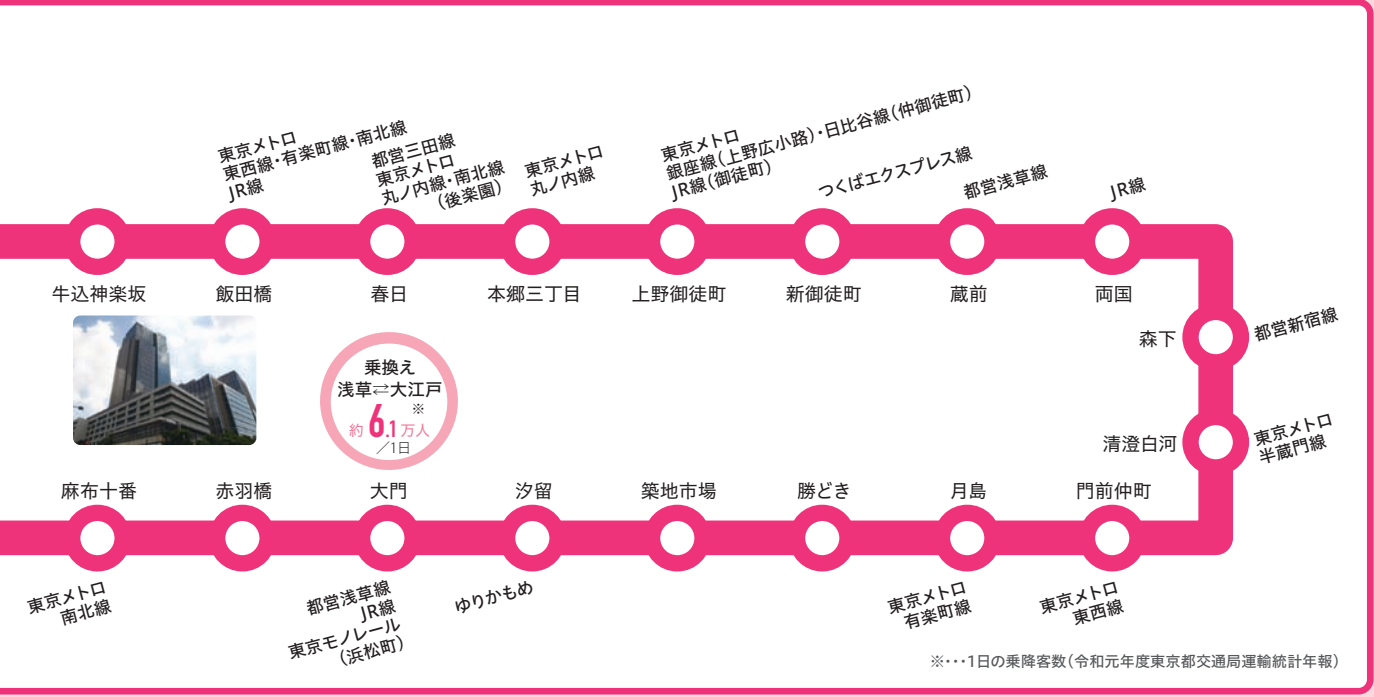 東京メトロ
東西線・有楽町線・南北線
JR線
都営三田線
東京メトロ
丸ノ内線・南北線
(後楽園)
東京メトロ
丸ノ内線
東京メトロ
銀座線(上野広小路)・日比谷線(仲御徒町)
JR線(御徒町)
つくばエクスプレス線
都営浅草線
JR線
牛込神楽坂
飯田橋
春日
本郷三丁目
上野御徒町
新御徒町
蔵前
両国
森下
都営新宿線
清澄白河
東京メトロ
半蔵門線
乗換え
浅草⇄大江戸
※
約6.1万人
/1日
麻布十番
赤羽橋
大門
汐留
築地市場
勝どき
月島
門前仲町
東京メトロ
南北線
都営浅草線
JR線
東京モノレール
(浜松町)
ゆりかもめ
東京メトロ
有楽町線
東京メトロ
東西線
※・・・1日の乗降客数(令和元年度東京都交通局運輸統計年報)